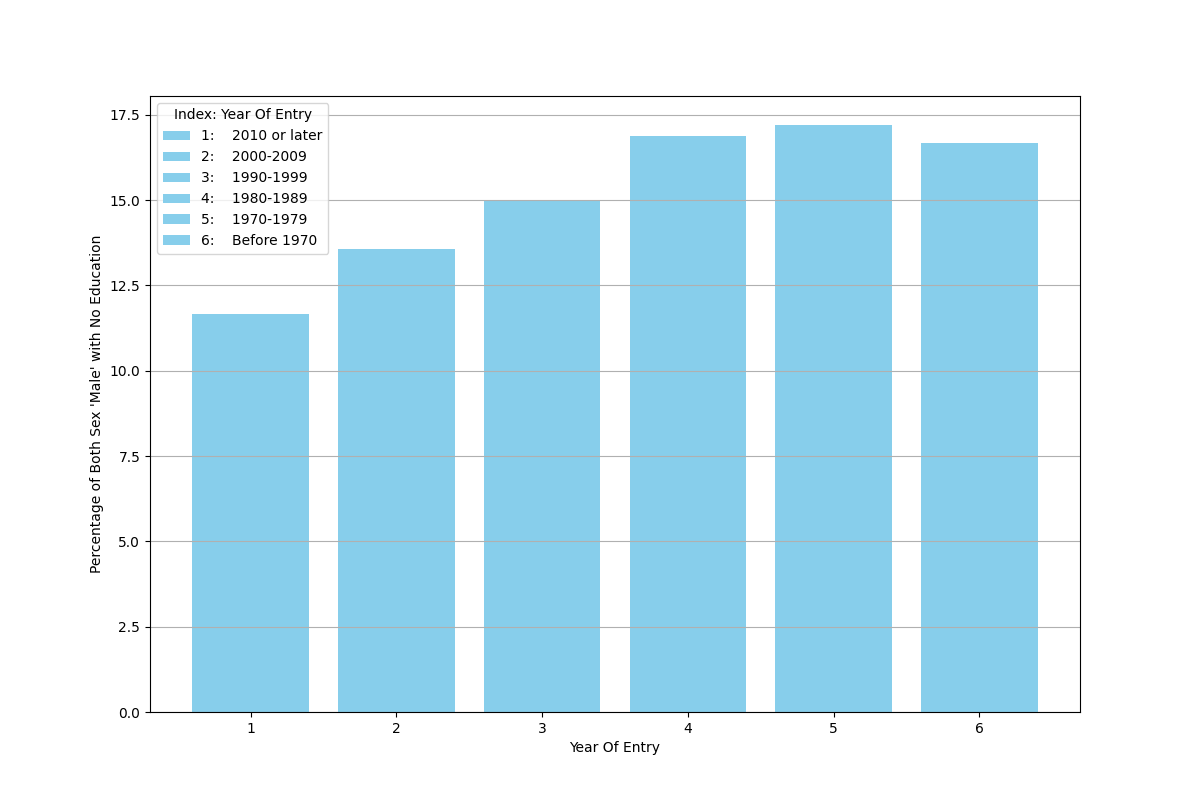 Index: Year Of Entry
1: 2010 or later
2: 2000-2009
3: 1990-1999
4: 1980-1989
5: 1970-1979
6: Before 1970
17.5
15.0
12.5
10.0
7.5
5.0
2.5
0.0
Percentage of Both Sex 'Male' with No Education
1 2 3 4 5 6
Year Of Entry